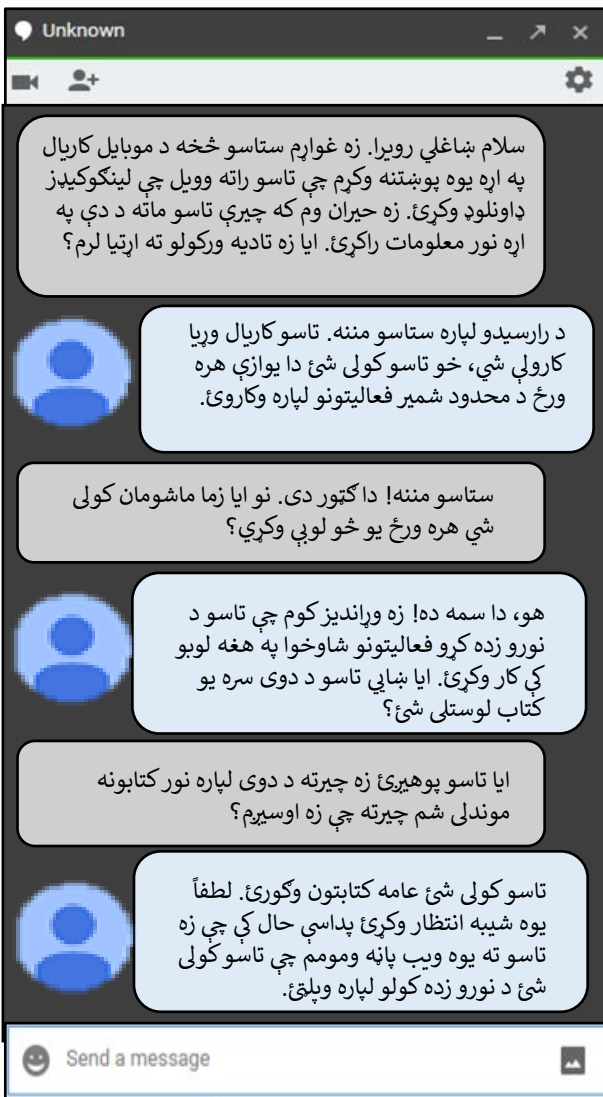 Unknown
سلام ښاغلي رویرا. زه غواړم ستاسو څخه د موبایل کاریال
په اړه یوه پوښتنه وکړم چې تاسو راته وویل چې لینګوکیډز
ډاونلوډ وکړئ. زه حیران وم که چیرې تاسو ماته د دې په
اړه نور معلومات راکړئ. ایا زه تادیه ورکولو ته اړتیا لرم؟
د رارسیدو لپاره ستاسو مننه. تاسو کاریال وړیا
کارولې شي، خو تاسو کولی شئ دا یوازې هره
ورځ د محدود شمیر فعالیتونو لپاره وکاروئ.
ستاسو مننه! دا ګټور دی. نو ایا زما ماشومان کولی
شي هره ورځ یو څو لوبې وکړي؟
هو، دا سمه ده! زه وړاندیز کوم چې تاسو د
نورو زده کړو فعالیتونو شاوخوا په هغه لوبو
کې کار وکړئ. ایا ښایي تاسو د دوی سره یو
کتاب لوستلی شئ؟
ایا تاسو پوهیږئ زه چیرته د دوی لپاره نور کتابونه
موندلی شم چیرته چې زه اوسیږم؟
تاسو کولی شئ عامه کتابتون وګورئ. لطفاً
یوه شیبه انتظار وکړئ پداسې حال کې چې زه
تاسو ته یوه ویب پاڼه ومومم چې تاسو کولی
شئ د نورو زده کولو لپاره وپلټئ.
Send a message